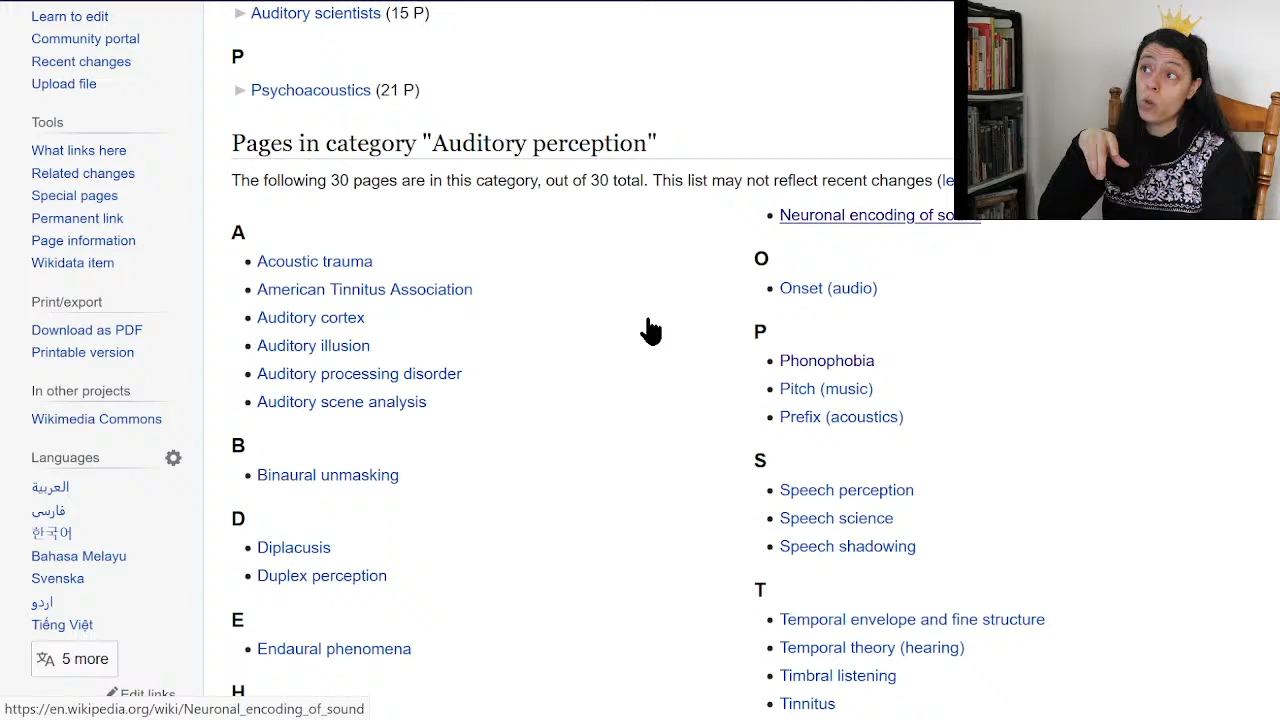 Learn to edit
Community portal
Recent changes
Upload file
Tools
What links here
Related changes
Special pages
Permanent link
Page information
Wikidata item
Print/export
Download as PDF
Printable version
In other projects
Wikimedia Commons
Languages
العربية
فارسی
한국어
Bahasa Melayu
Svenska
اردو
Tiếng Việt
5 more
Edit links
Auditory scientists (15 P)
P
Psychoacoustics (21 P)
Pages in category "Auditory perception"
The following 30 pages are in this category, out of 30 total. This list may not reflect recent changes (le
A
Acoustic trauma
American Tinnitus Association
Auditory cortex
Auditory illusion
Auditory processing disorder
Auditory scene analysis
B
Binaural unmasking
D
Diplacusis
Duplex perception
E
Endaural phenomena
H
Neuronal encoding of
O
Onset (audio)
P
Phonophobia
Pitch (music)
Prefix (acoustics)
S
Speech perception
Speech science
Speech shadowing
T
Temporal envelope and fine structure
Temporal theory (hearing)
Timbral listening
Tinnitus
https://en.wikipedia.org/wiki/Neuronal_encoding_of_sound